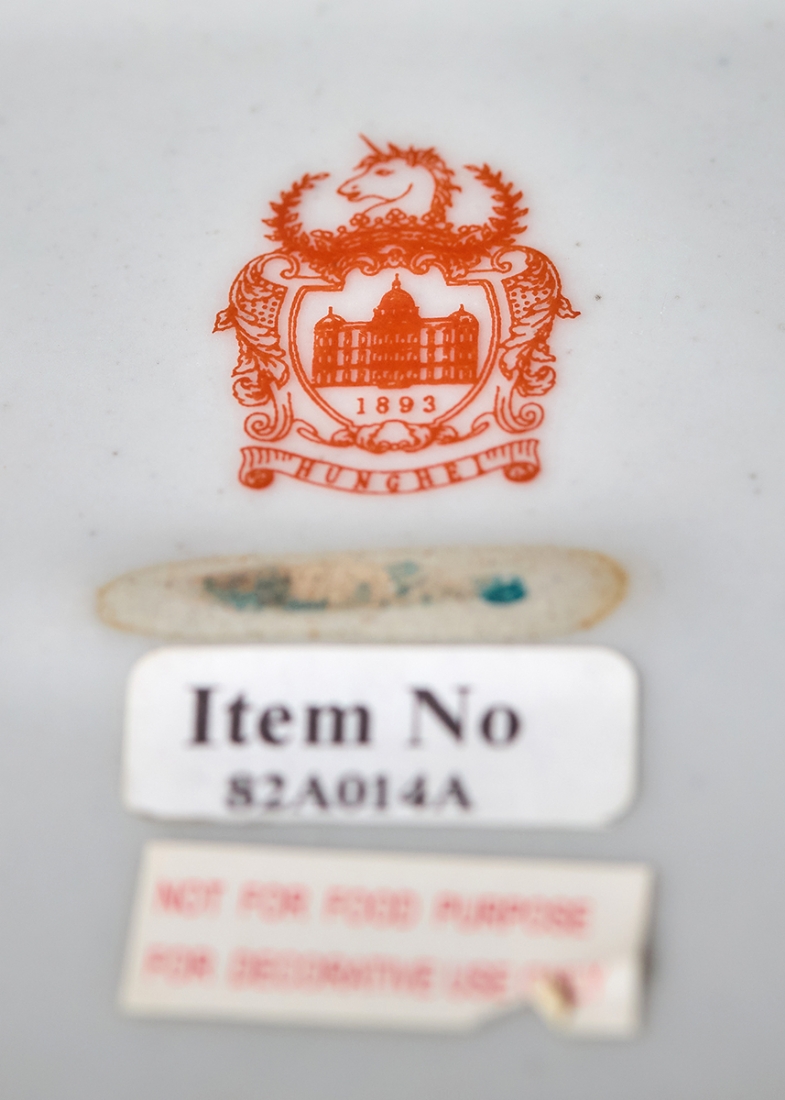 1893
HUNGHEI
Item No
82A014A
NOT FOR FOOD PURPOSE
FOR DECORATIVE USE